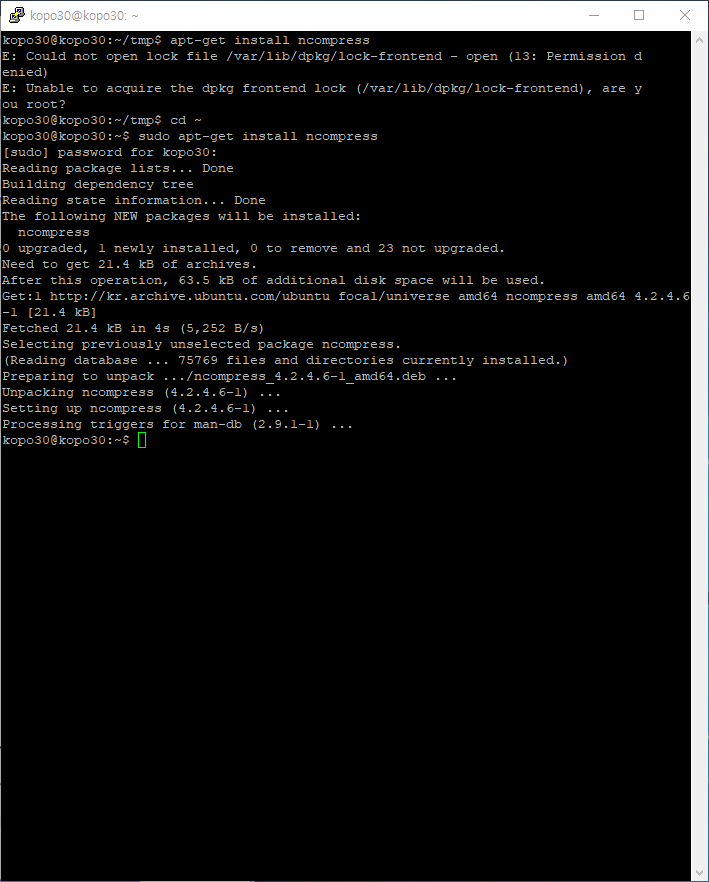 kopo30@kopo30: ~
kopo30@kopo30:~/tmp$ apt-get install ncompress
E: Could not open lock file /var/lib/dpkg/lock-frontend - open (13: Permission d
enied)
E: Unable to acquire the dpkg frontend lock (/var/lib/dpkg/lock-frontend), are y
ou root?
kopo30@kopo30:~/tmp$ cd ~
kopo30@kopo30:~$ sudo apt-get install ncompress
[sudo] password for kopo30:
Reading package lists... Done
Building dependency tree
Reading state information... Done
The following NEW packages will be installed:
  ncompress
0 upgraded, 1 newly installed, 0 to remove and 23 not upgraded.
Need to get 21.4 kB of archives.
After this operation, 63.5 kB of additional disk space will be used.
Get:1 http://kr.archive.ubuntu.com/ubuntu focal/universe amd64 ncompress amd64 4.2.4.6
-1 [21.4 kB]
Fetched 21.4 kB in 4s (5,252 B/s)
Selecting previously unselected package ncompress.
(Reading database ... 75769 files and directories currently installed.)
Preparing to unpack .../ncompress_4.2.4.6-1_amd64.deb ...
Unpacking ncompress (4.2.4.6-1) ...
Setting up ncompress (4.2.4.6-1) ...
Processing triggers for man-db (2.9.1-1) ...
kopo30@kopo30:~$